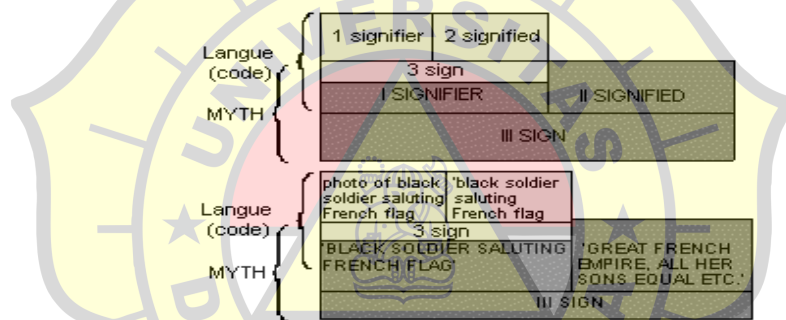 1 signifier 2 signified
Langue
(code)
3 sign
I SIGNIFIER II SIGNIFIED
MYTH
III SIGN
photo of black
soldier saluting
French flag
'black soldier
saluting
French flag
Langue
(code)
3 sign
'BLACK SOLDIER SALUTING
FRENCH FLAG'
'GREAT FRENCH
EMPIRE, ALL HER
SONS EQUAL ETC.'
MYTH
III SIGN
UNIVERSITAS